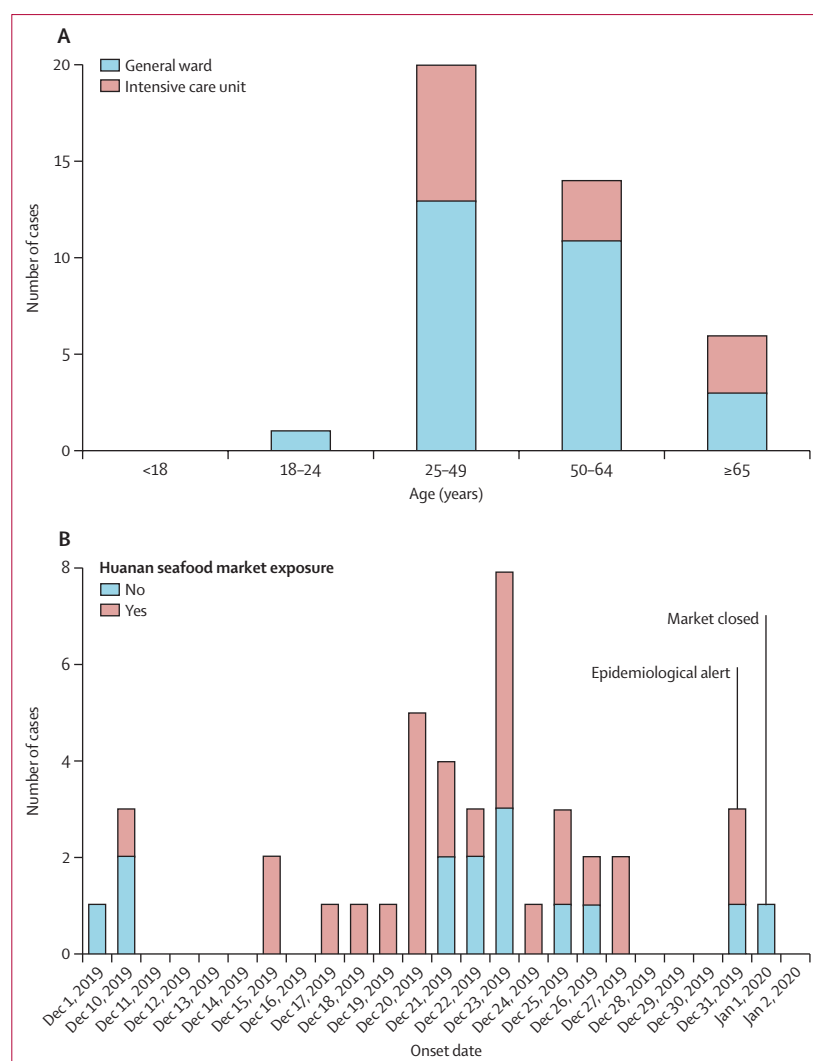 A
General ward
Intensive care unit
20
15
10
5
0
Number of cases
<18
18–24
25–49
50–64
≥65
Age (years)
B
Huanan seafood market exposure
No
Yes
8
6
4
2
0
Number of cases
Market closed
Epidemiological alert
Dec 1, 2019
Dec 10, 2019
Dec 11, 2019
Dec 12, 2019
Dec 13, 2019
Dec 14, 2019
Dec 15, 2019
Dec 16, 2019
Dec 17, 2019
Dec 18, 2019
Dec 19, 2019
Dec 20, 2019
Dec 21, 2019
Dec 22, 2019
Dec 23, 2019
Dec 24, 2019
Dec 25, 2019
Dec 26, 2019
Dec 27, 2019
Dec 28, 2019
Dec 29, 2019
Dec 30, 2019
Dec 31, 2019
Jan 1, 2020
Jan 2, 2020
Onset date